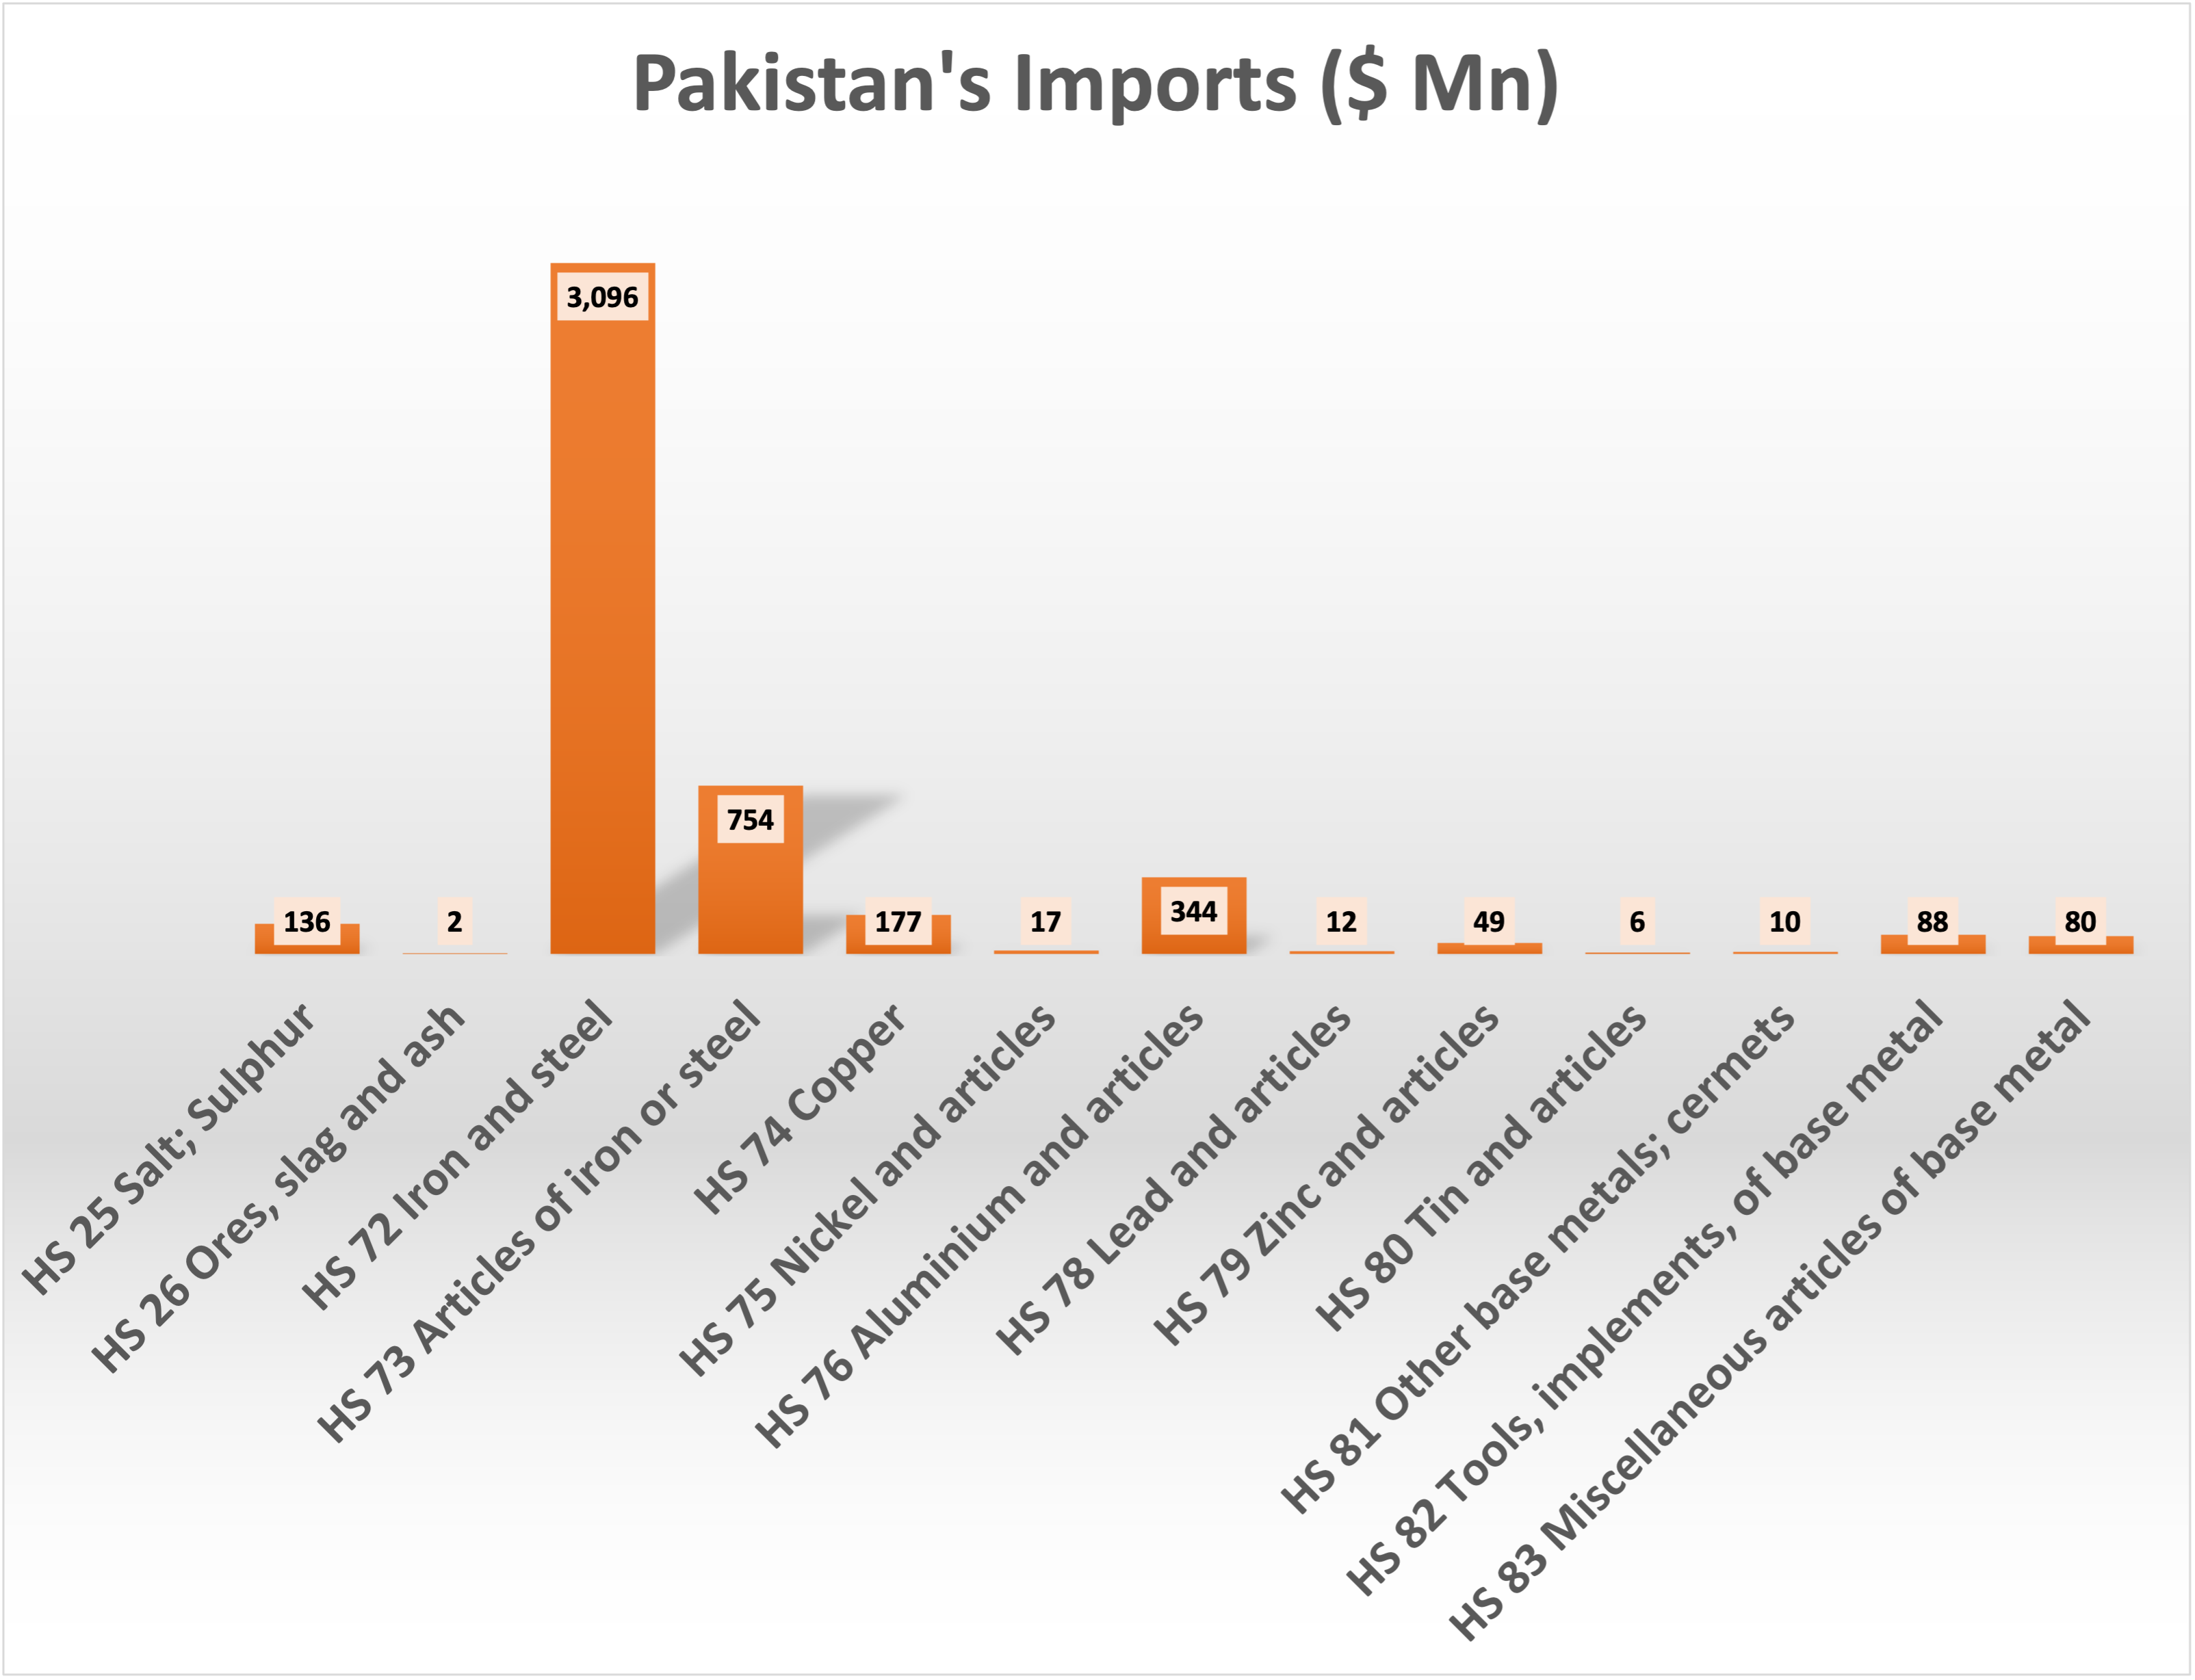 Pakistan's Imports ($ Mn)
3,096
754
136
2
177
17
344
12
49
6
10
88
80
HS 25 Salt; Sulphur
HS 26 Ores, slag and ash
HS 72 Iron and steel
HS 73 Articles of iron or steel
HS 74 Copper
HS 75 Nickel and articles
HS 76 Aluminium and articles
HS 78 Lead and articles
HS 79 Zinc and articles
HS 80 Tin and articles
HS 81 Other base metals; cermets
HS 82 Tools, implements, of base metal
HS 83 Miscellaneous articles of base metal